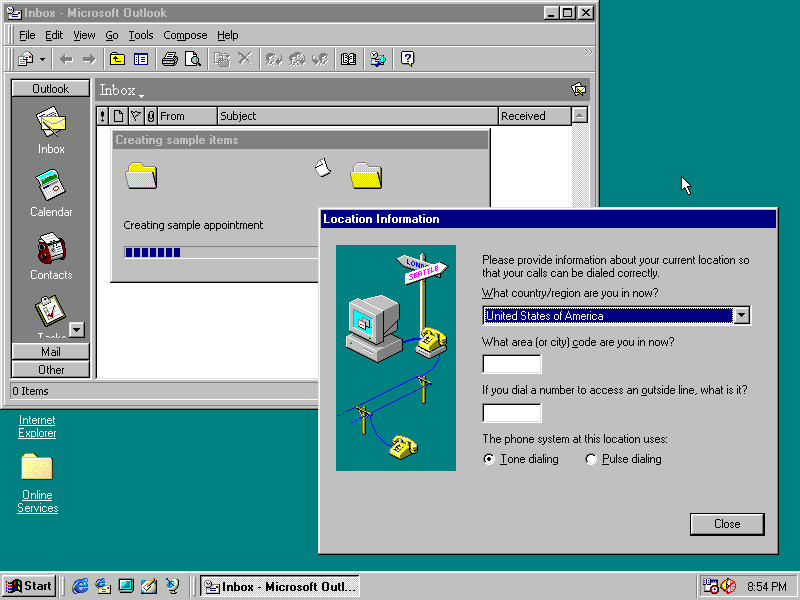 Inbox - Microsoft Outlook
File Edit View Go Tools Compose Help
Outlook
Inbox
Calendar
Contacts
Tasks
Mail
Other
Inbox
! From Subject Received
Creating sample items
Creating sample appointment
0 Items
Location Information
LOND
SEATTLE
Please provide information about your current location so
that your calls can be dialed correctly.
What country/region are you in now?
United States of America
What area (or city) code are you in now?
If you dial a number to access an outside line, what is it?
The phone system at this location uses:
Tone dialing Pulse dialing
Close
Internet
Explorer
Online
Services
Start
Inbox - Microsoft Outl...
8:54 PM